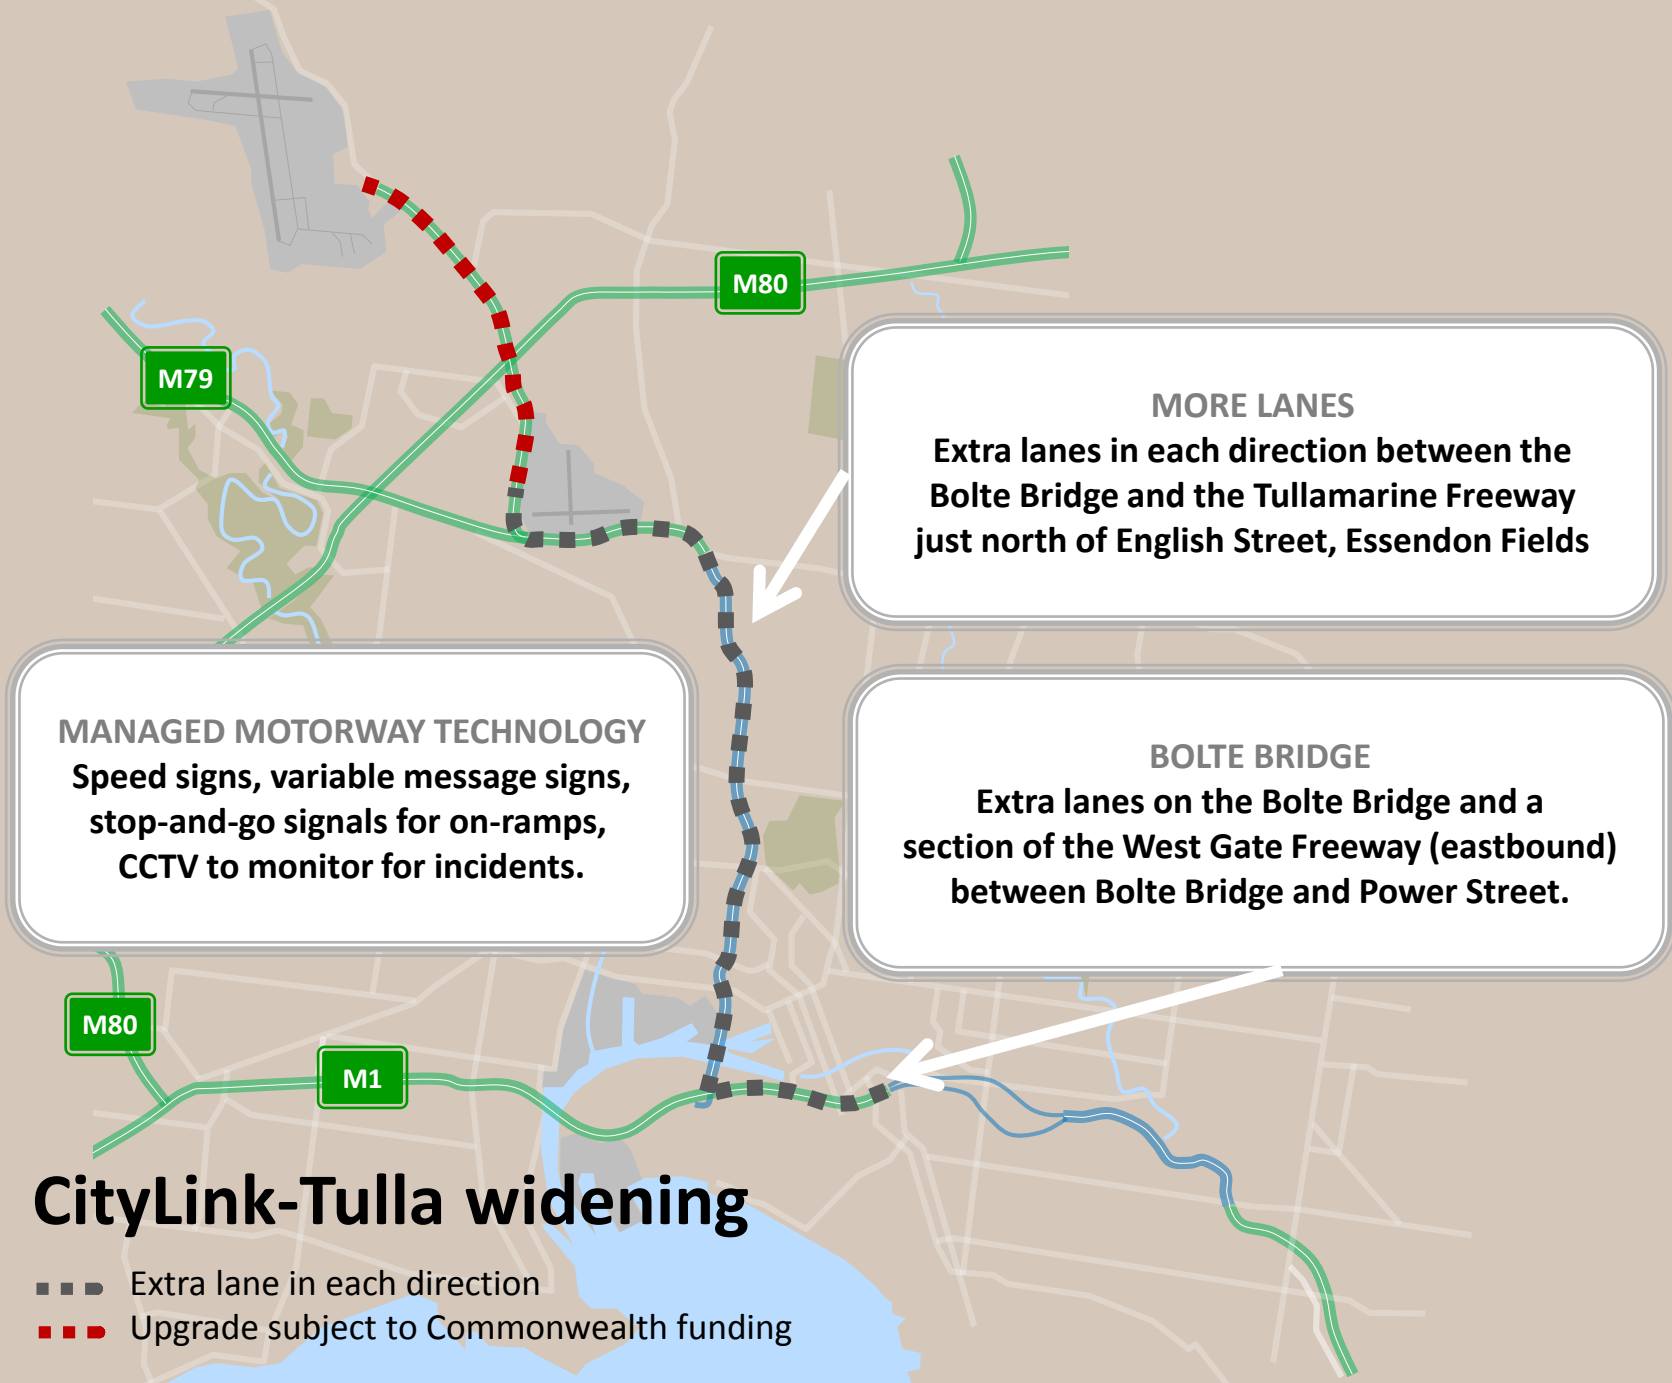 M80
M79
MORE LANES
Extra lanes in each direction between the
Bolte Bridge and the Tullamarine Freeway
just north of English Street, Essendon Fields
MANAGED MOTORWAY TECHNOLOGY
Speed signs, variable message signs,
stop-and-go signals for on-ramps,
CCTV to monitor for incidents.
BOLTE BRIDGE
Extra lanes on the Bolte Bridge and a
section of the West Gate Freeway (eastbound)
between Bolte Bridge and Power Street.
M80
M1
CityLink-Tulla widening
Extra lane in each direction
Upgrade subject to Commonwealth funding